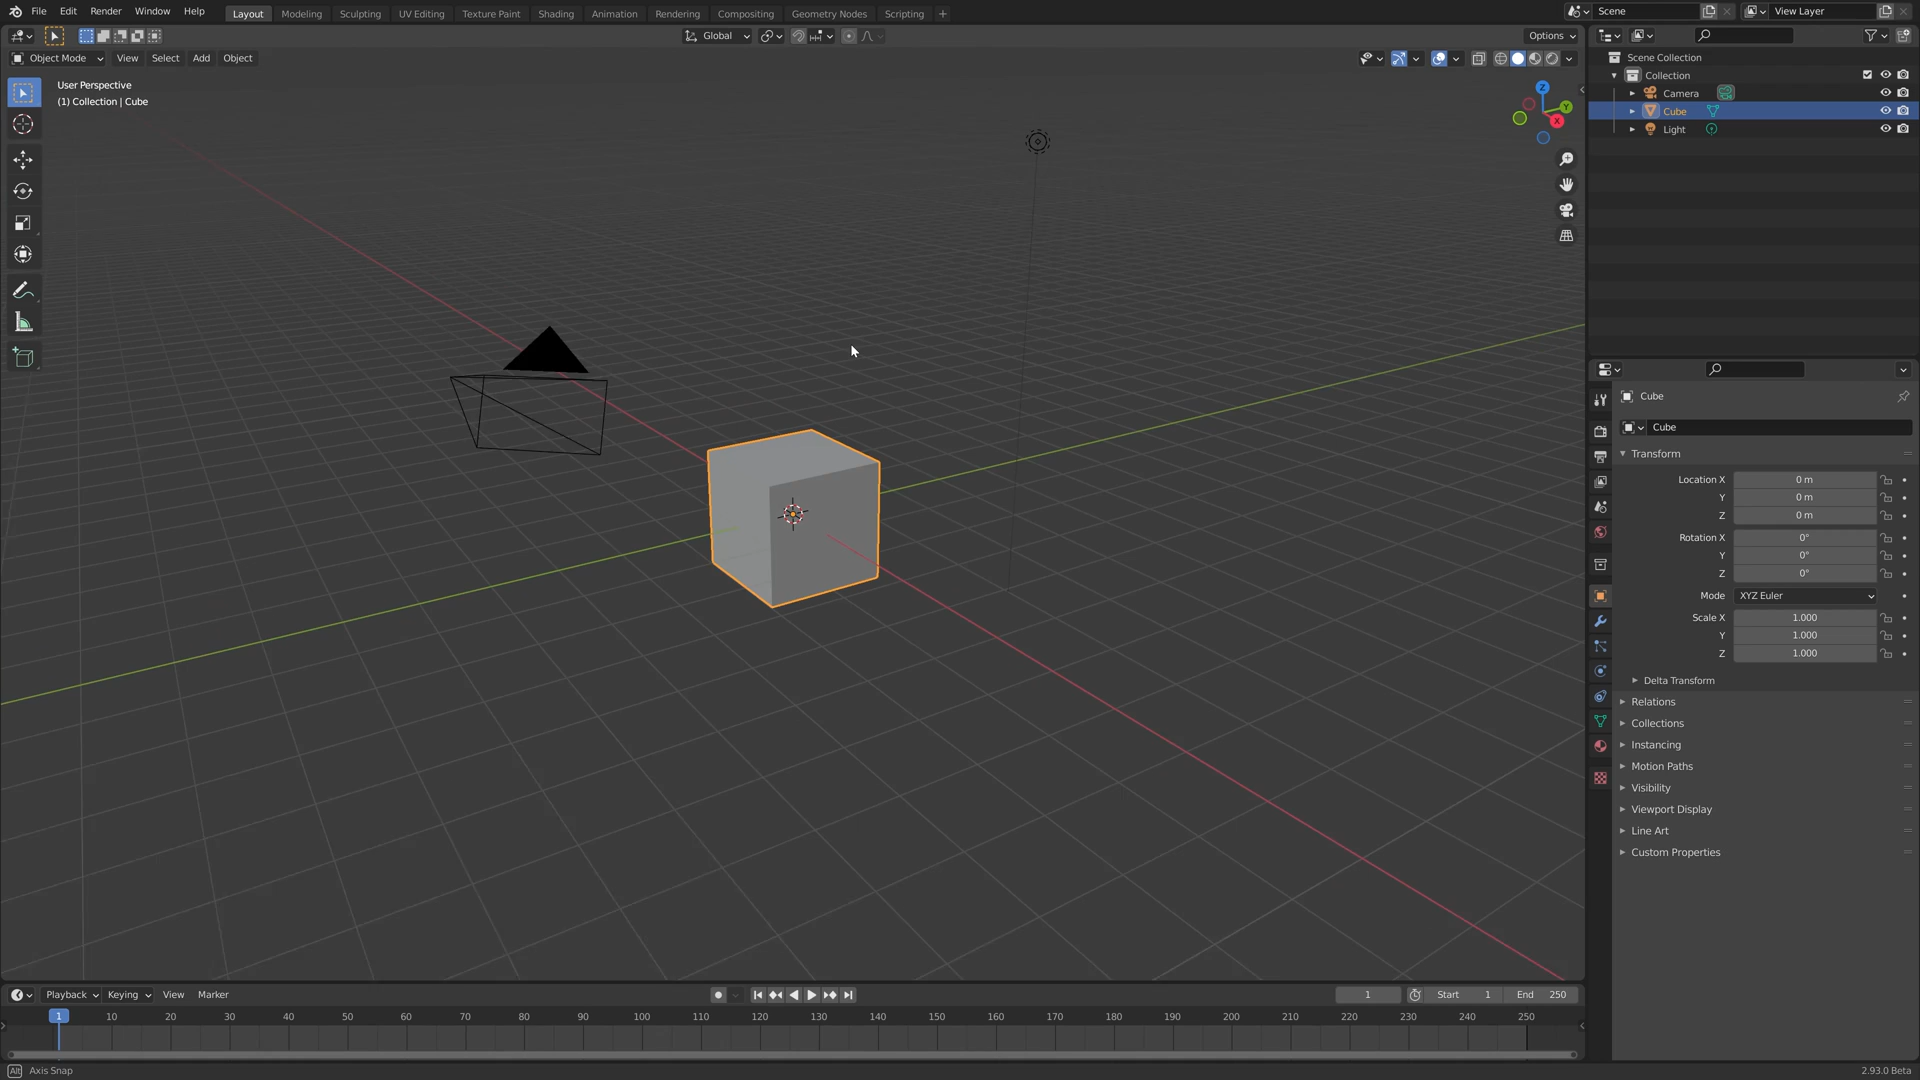 File Edit Render Window Help Layout Modeling Sculpting UV Editing Texture Paint Shading Animation Rendering Compositing Geometry Nodes Scripting + Scene View Layer
Global Options
Object Mode View Select Add Object
User Perspective
(1) Collection | Cube
Z
Y
X
Scene Collection
Collection
Camera
Cube
Light
Cube
Cube
Transform
Location X 0 m
Y 0 m
Z 0 m
Rotation X 0°
Y 0°
Z 0°
Mode XYZ Euler
Scale X 1.000
Y 1.000
Z 1.000
Delta Transform
Relations
Collections
Instancing
Motion Paths
Visibility
Viewport Display
Line Art
Custom Properties
Playback Keying View Marker 1 Start 1 End 250
1 10 20 30 40 50 60 70 80 90 100 110 120 130 140 150 160 170 180 190 200 210 220 230 240 250
Alt Axis Snap 2.93.0 Beta